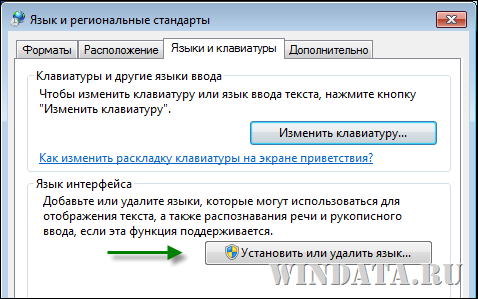 Язык и региональные стандарты
Форматы Расположение Языки и клавиатуры Дополнительно
Клавиатуры и другие языки ввода
Чтобы изменить клавиатуру или язык ввода текста, нажмите кнопку
"Изменить клавиатуру".
Изменить клавиатуру...
Как изменить раскладку клавиатуры на экране приветствия?
Язык интерфейса
Добавьте или удалите языки, которые могут использоваться для
отображения текста, а также распознавания речи и рукописного
ввода, если эта функция поддерживается.
Установить или удалить язык...
WINDATA.RU